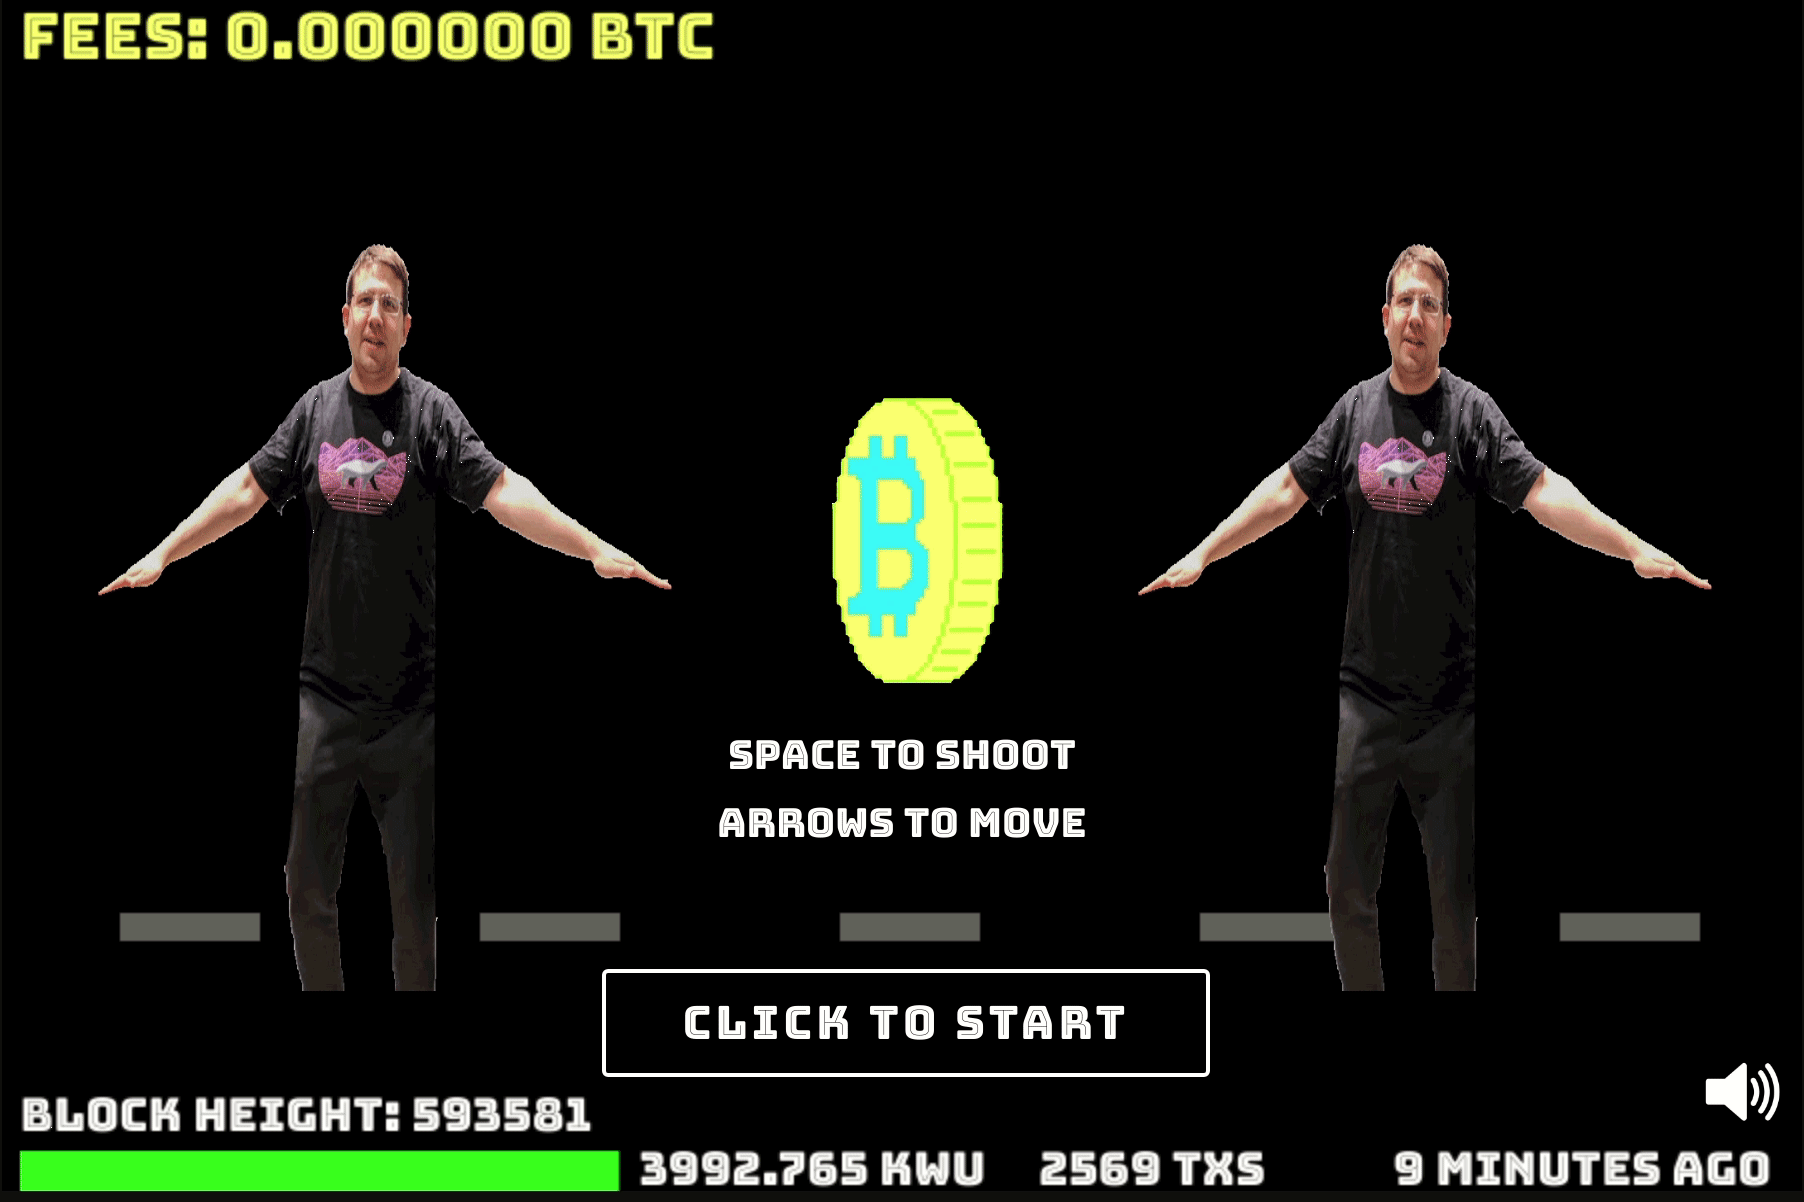 FEES: 0.000000 BTC
SPACE TO SHOOT
ARROWS TO MOVE
CLICK TO START
BLOCK HEIGHT: 593581
3992.765 KWU 2569 TXS 9 MINUTES AGO